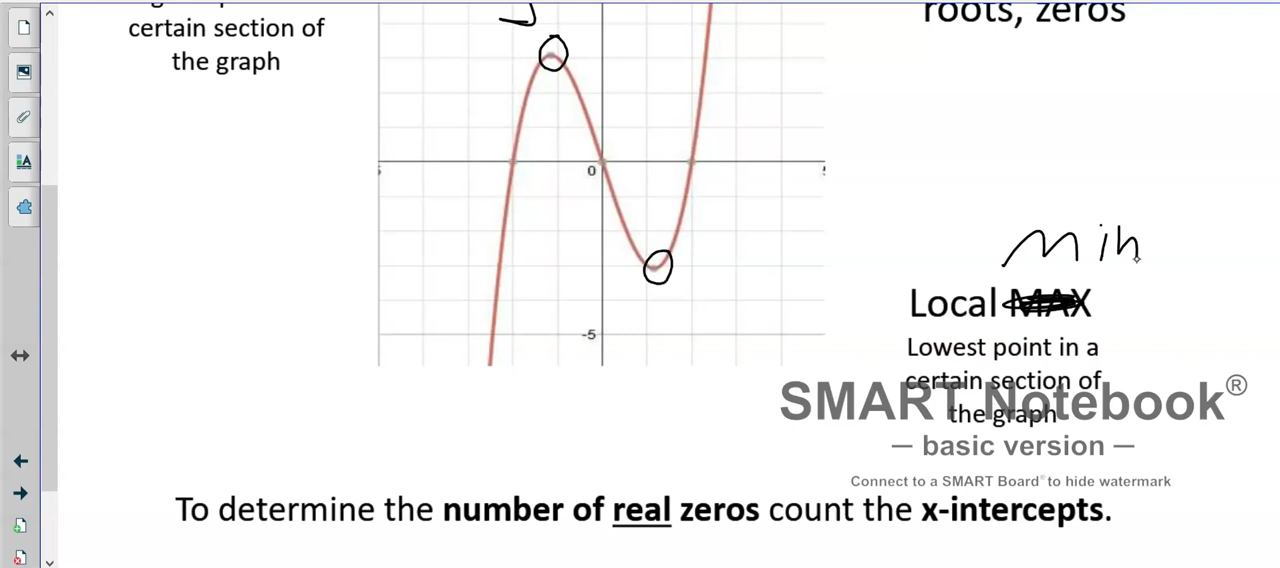 certain section of
the graph
roots, zeros
0
5
-5
Min
Local MAX
Lowest point in a
certain section of
the graph
SMART Notebook®
— basic version —
Connect to a SMART Board® to hide watermark
To determine the number of real zeros count the x-intercepts.